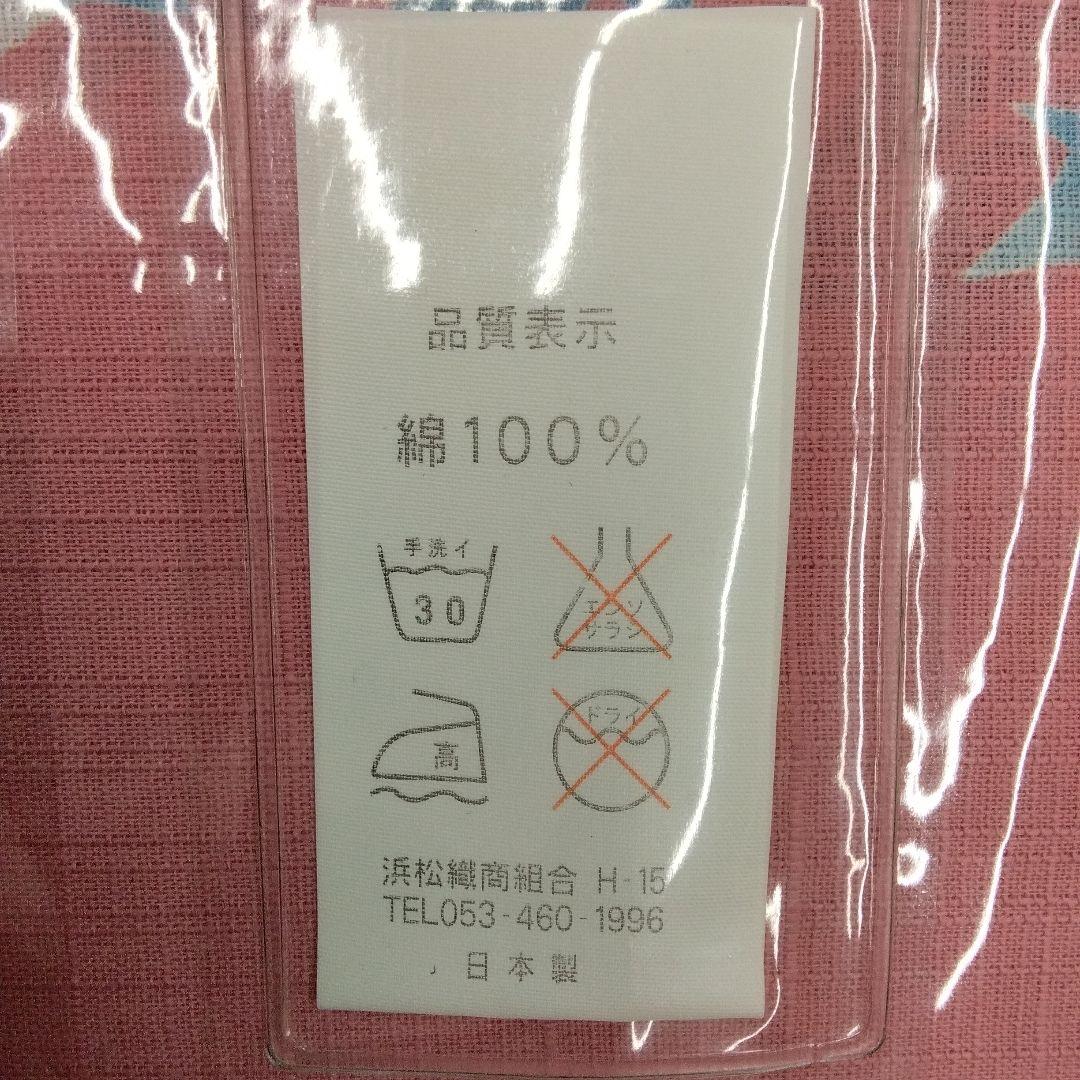 品質表示
綿100%
手洗イ
30
エンソ
サラシ
高
ドライ
浜松織商組合 H-15
TEL053-460-1996
日本製